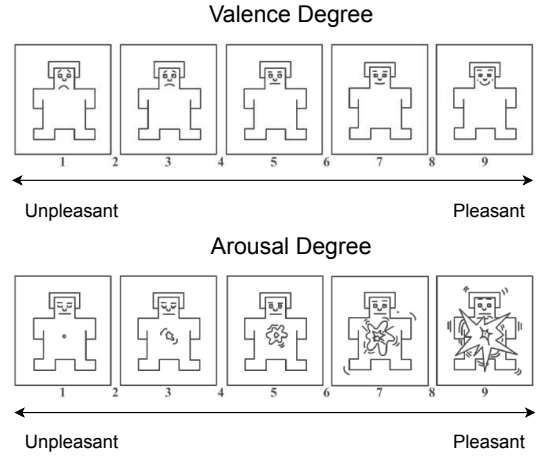 Valence Degree
1 2 3 4 5 6 7 8 9
Unpleasant Pleasant
Arousal Degree
1 2 3 4 5 6 7 8 9
Unpleasant Pleasant